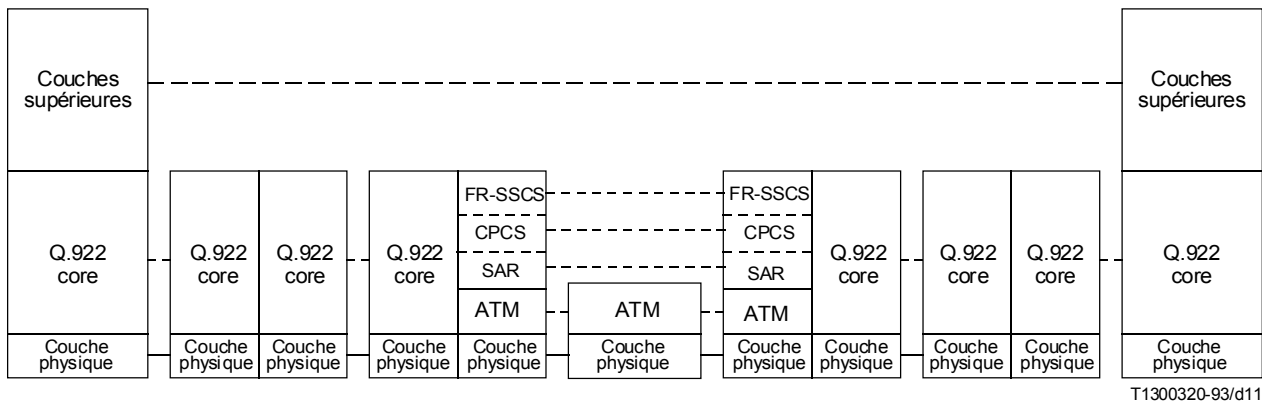 Couches
supérieures
Couches
supérieures
FR-SSCS
FR-SSCS
CPCS
CPCS
SAR
SAR
Q.922
core
Q.922
core
Q.922
core
Q.922
core
Q.922
core
Q.922
core
Q.922
core
Q.922
core
ATM
ATM
ATM
Couche
physique
Couche
physique
Couche
physique
Couche
physique
Couche
physique
Couche
physique
Couche
physique
Couche
physique
Couche
physique
Couche
physique
Couche
physique
T1300320-93/d11